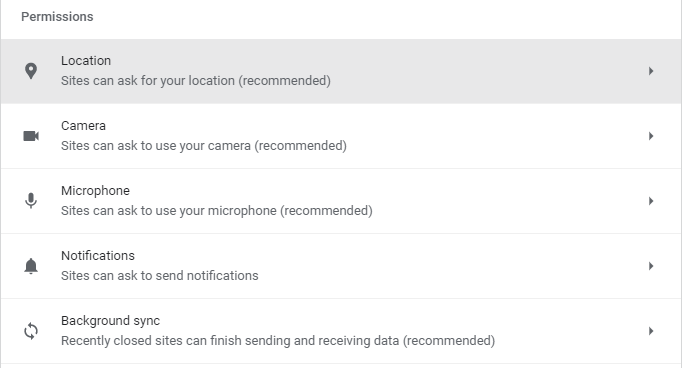 Permissions
Location
Sites can ask for your location (recommended)
Camera
Sites can ask to use your camera (recommended)
Microphone
Sites can ask to use your microphone (recommended)
Notifications
Sites can ask to send notifications
Background sync
Recently closed sites can finish sending and receiving data (recommended)